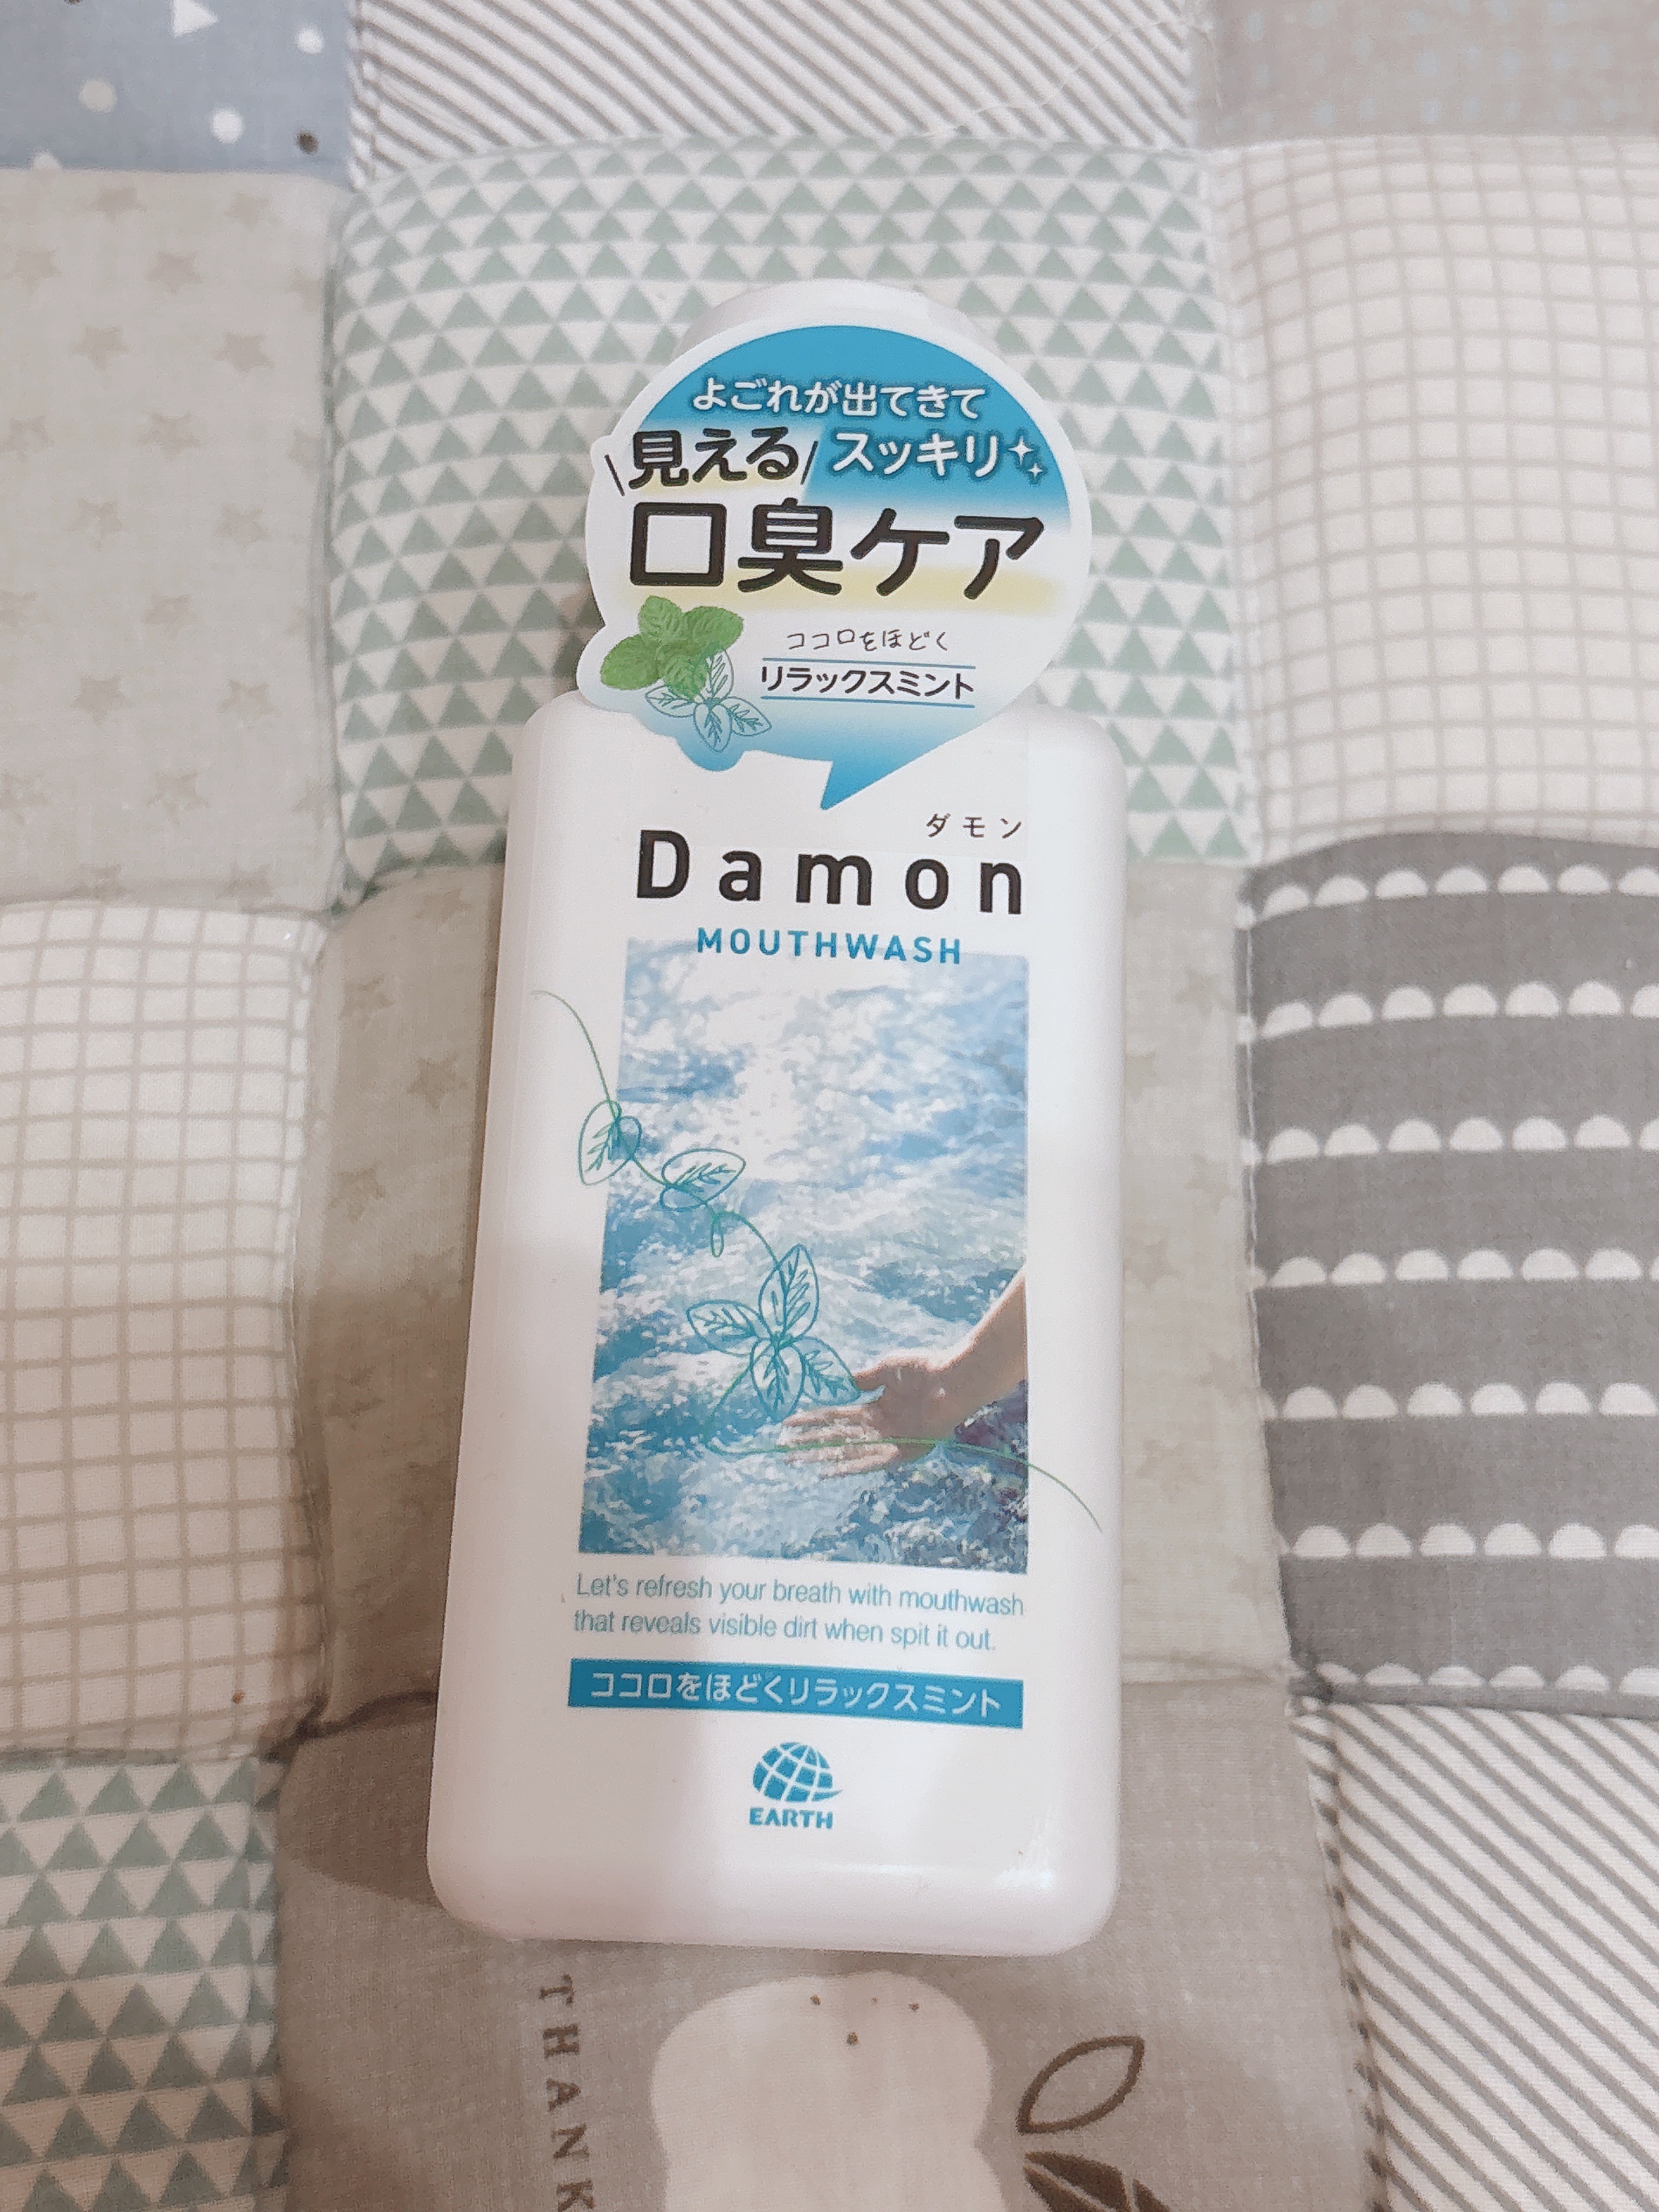 よごれが出てきて
見える スッキリ
口臭ケア
ココロをほどく
リラックスミント
ダモン
Damon
MOUTHWASH
Let's refresh your breath with mouthwash
that reveals visible dirt when spit it out.
ココロをほどくリラックスミント
EARTH
THANK